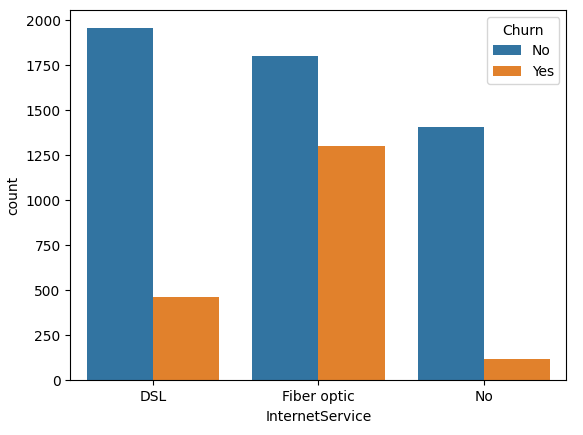 2000
1750
1500
1250
1000
750
500
250
0
count
DSL
Fiber optic
No
InternetService
Churn
No
Yes